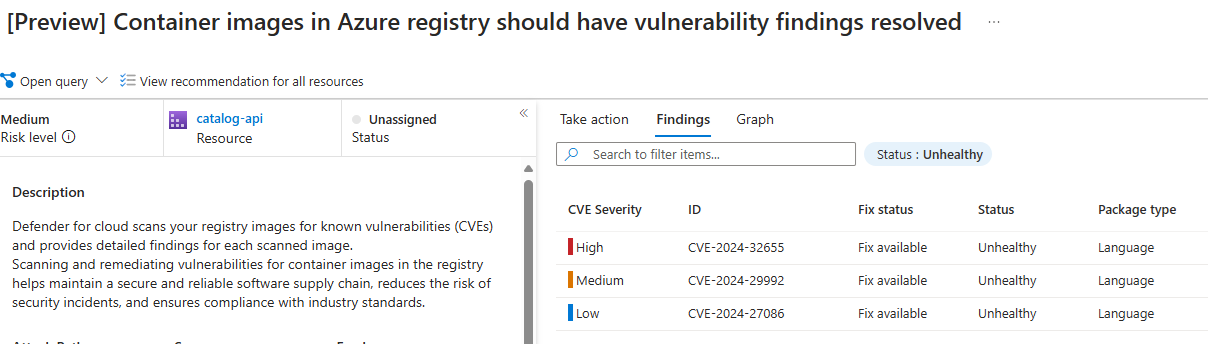 [Preview] Container images in Azure registry should have vulnerability findings resolved ...
Open query
View recommendation for all resources
Medium
Risk level
catalog-api
Resource
Unassigned
Status
«
Description
Defender for cloud scans your registry images for known vulnerabilities (CVEs)
and provides detailed findings for each scanned image.
Scanning and remediating vulnerabilities for container images in the registry
helps maintain a secure and reliable software supply chain, reduces the risk of
security incidents, and ensures compliance with industry standards.
Take action Findings Graph
Search to filter items...
Status : Unhealthy
CVE Severity ID Fix status Status Package type
High CVE-2024-32655 Fix available Unhealthy Language
Medium CVE-2024-29992 Fix available Unhealthy Language
Low CVE-2024-27086 Fix available Unhealthy Language